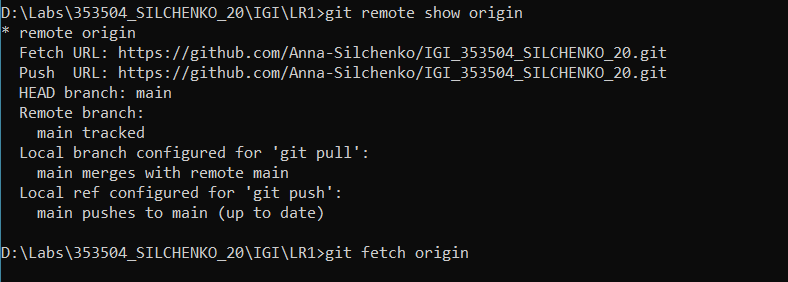 D:\Labs\353504_SILCHENKO_20\IGI\LR1>git remote show origin
* remote origin
  Fetch URL: https://github.com/Anna-Silchenko/IGI_353504_SILCHENKO_20.git
  Push  URL: https://github.com/Anna-Silchenko/IGI_353504_SILCHENKO_20.git
  HEAD branch: main
  Remote branch:
    main tracked
  Local branch configured for 'git pull':
    main merges with remote main
  Local ref configured for 'git push':
    main pushes to main (up to date)

D:\Labs\353504_SILCHENKO_20\IGI\LR1>git fetch origin